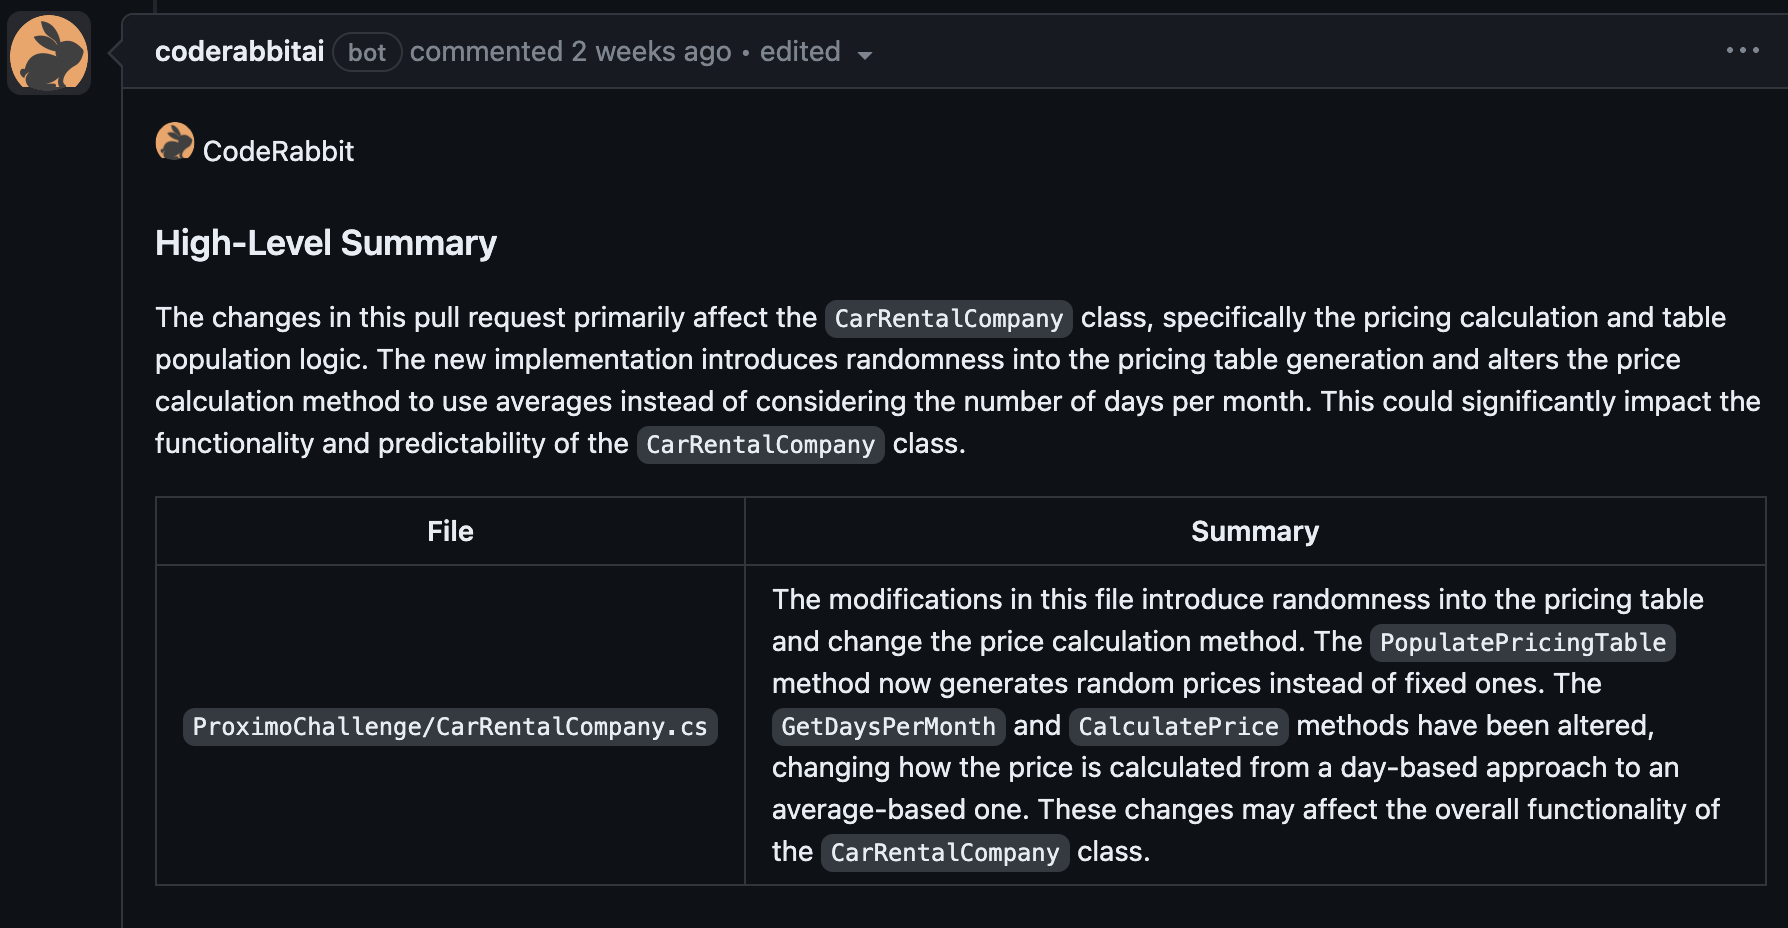 coderabbitai bot commented 2 weeks ago • edited
CodeRabbit
High-Level Summary
The changes in this pull request primarily affect the CarRentalCompany class, specifically the pricing calculation and table
population logic. The new implementation introduces randomness into the pricing table generation and alters the price
calculation method to use averages instead of considering the number of days per month. This could significantly impact the
functionality and predictability of the CarRentalCompany class.
File Summary
The modifications in this file introduce randomness into the pricing table
and change the price calculation method. The PopulatePricingTable
method now generates random prices instead of fixed ones. The
ProximoChallenge/CarRentalCompany.cs GetDaysPerMonth and CalculatePrice methods have been altered,
changing how the price is calculated from a day-based approach to an
average-based one. These changes may affect the overall functionality of
the CarRentalCompany class.